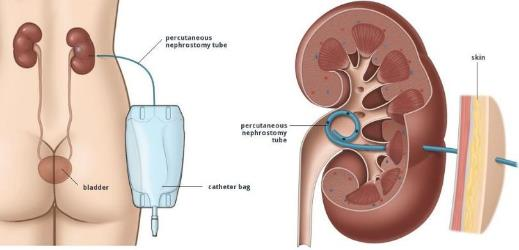 percutaneous
nephrostomy tube
bladder
catheter bag
percutaneous
nephrostomy
tube
skin